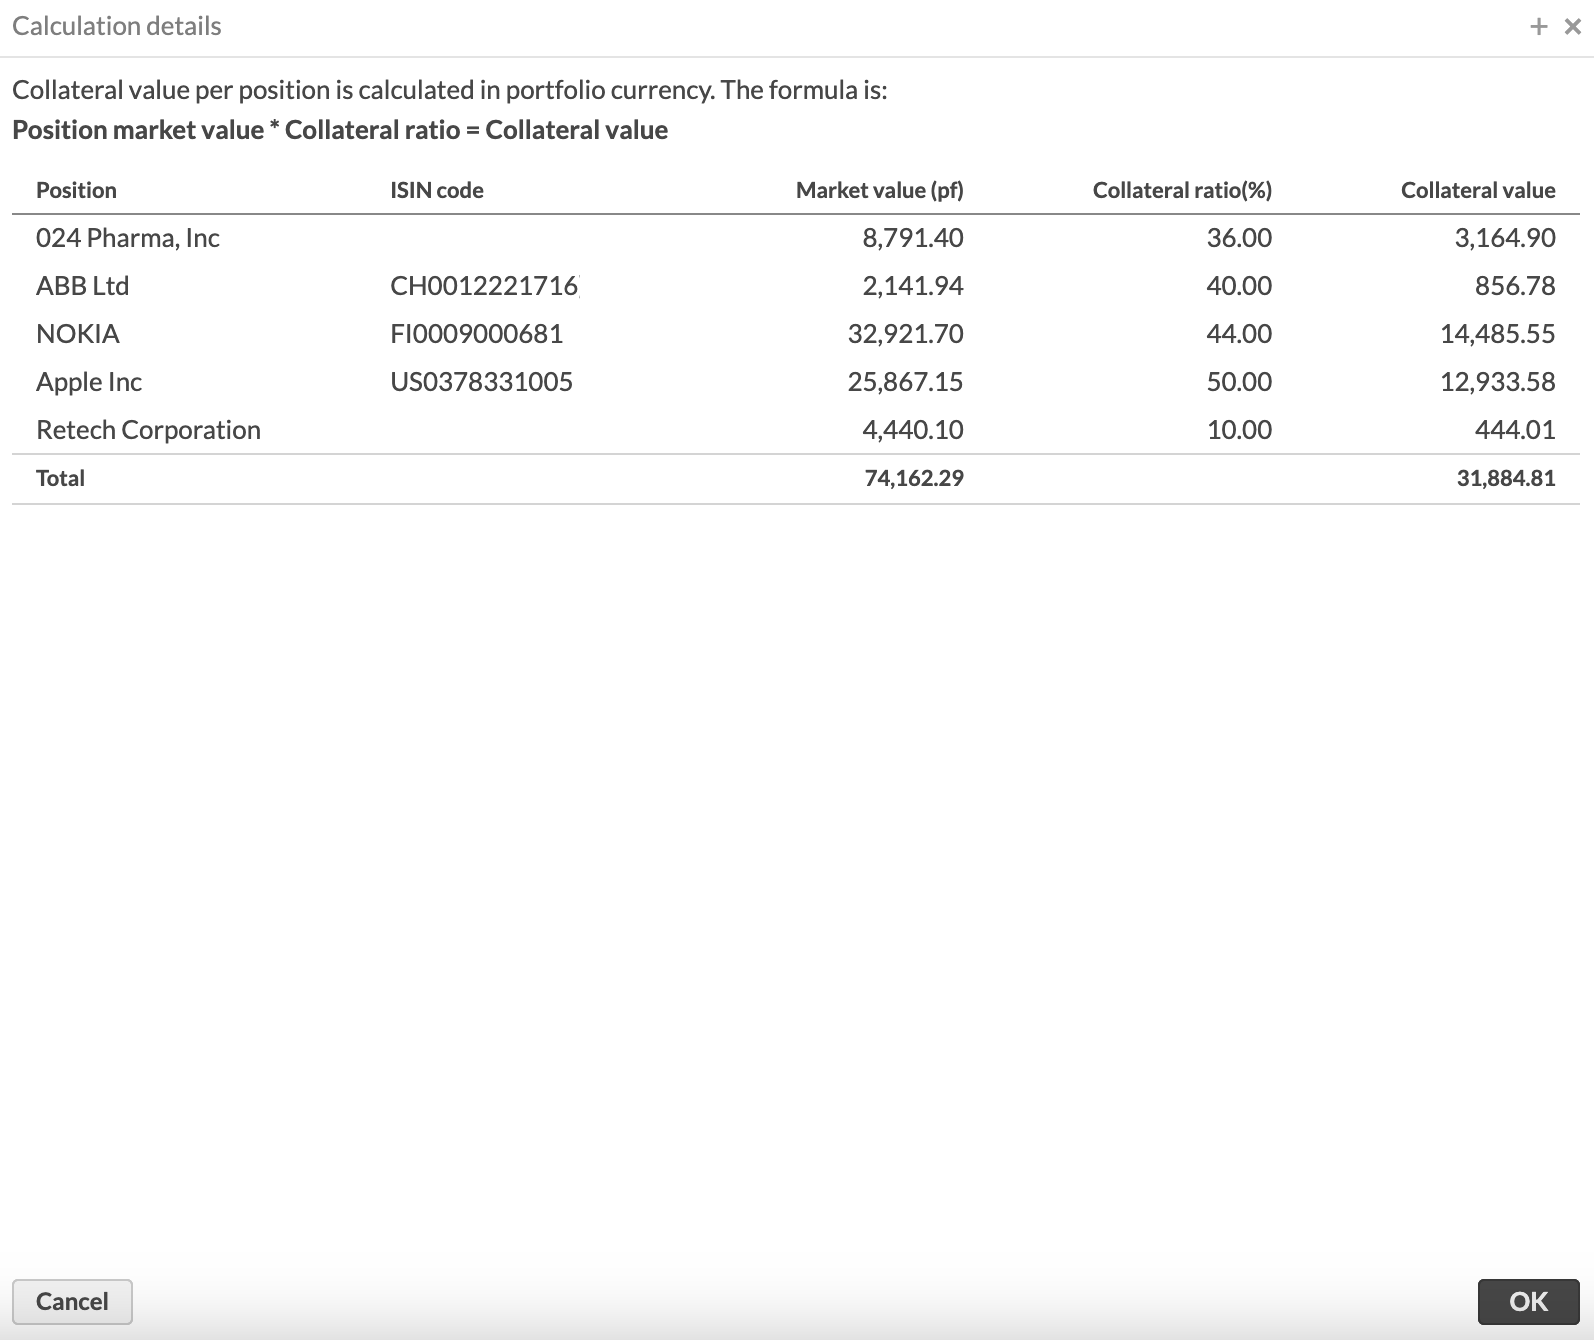 Calculation details
Collateral value per position is calculated in portfolio currency. The formula is:
Position market value * Collateral ratio = Collateral value
Position ISIN code Market value (pf) Collateral ratio(%) Collateral value
024 Pharma, Inc 8,791.40 36.00 3,164.90
ABB Ltd CH0012221716 2,141.94 40.00 856.78
NOKIA FI0009000681 32,921.70 44.00 14,485.55
Apple Inc US0378331005 25,867.15 50.00 12,933.58
Retech Corporation 4,440.10 10.00 444.01
Total 74,162.29 31,884.81
Cancel OK